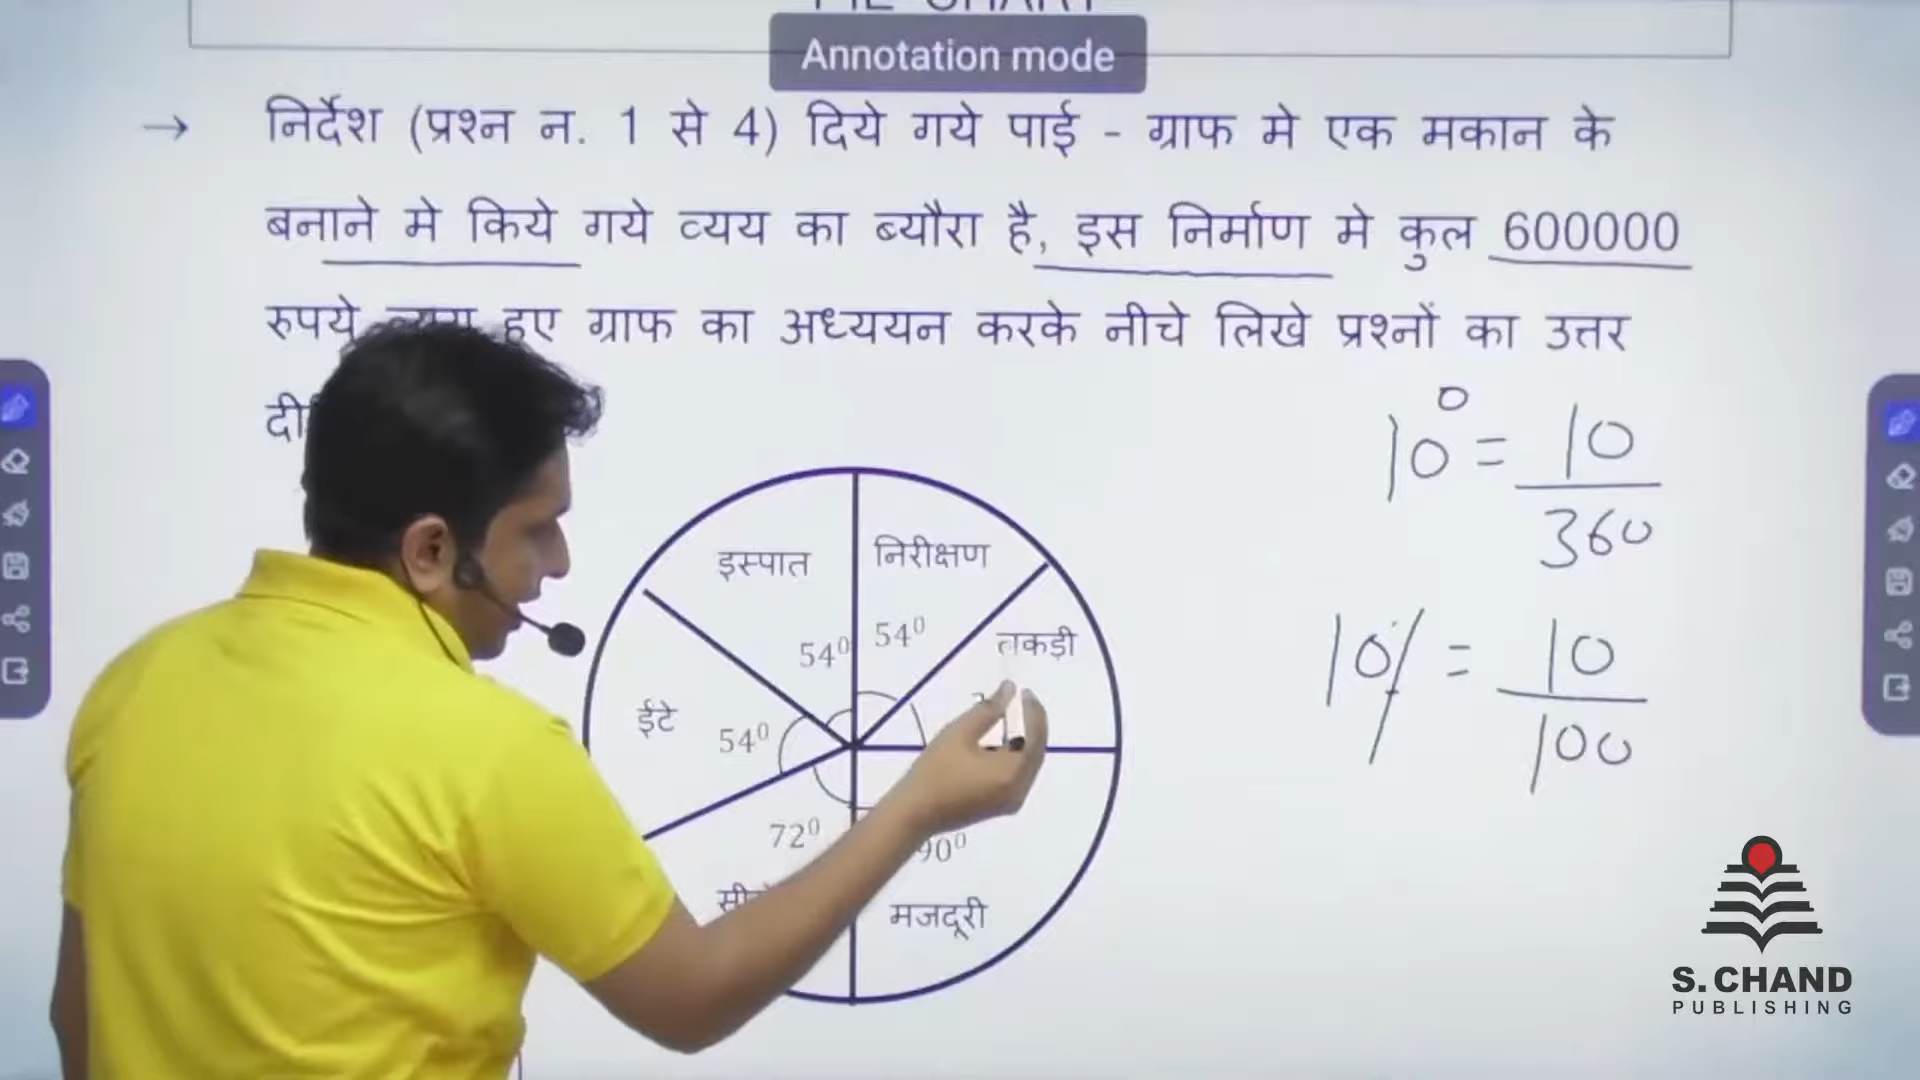 Annotation mode
→ निर्देश (प्रश्न न. 1 से 4) दिये गये पाई - ग्राफ मे एक मकान के
बनाने मे किये गये व्यय का ब्यौरा है, इस निर्माण मे कुल 600000
रुपये हुए ग्राफ का अध्ययन करके नीचे लिखे प्रश्नों का उत्तर
10⁰ = 10/360
इस्पात
निरीक्षण
54⁰
54⁰
लकड़ी
10% = 10/100
ईटे
54⁰
72⁰
90⁰
मजदूरी
S. CHAND
PUBLISHING